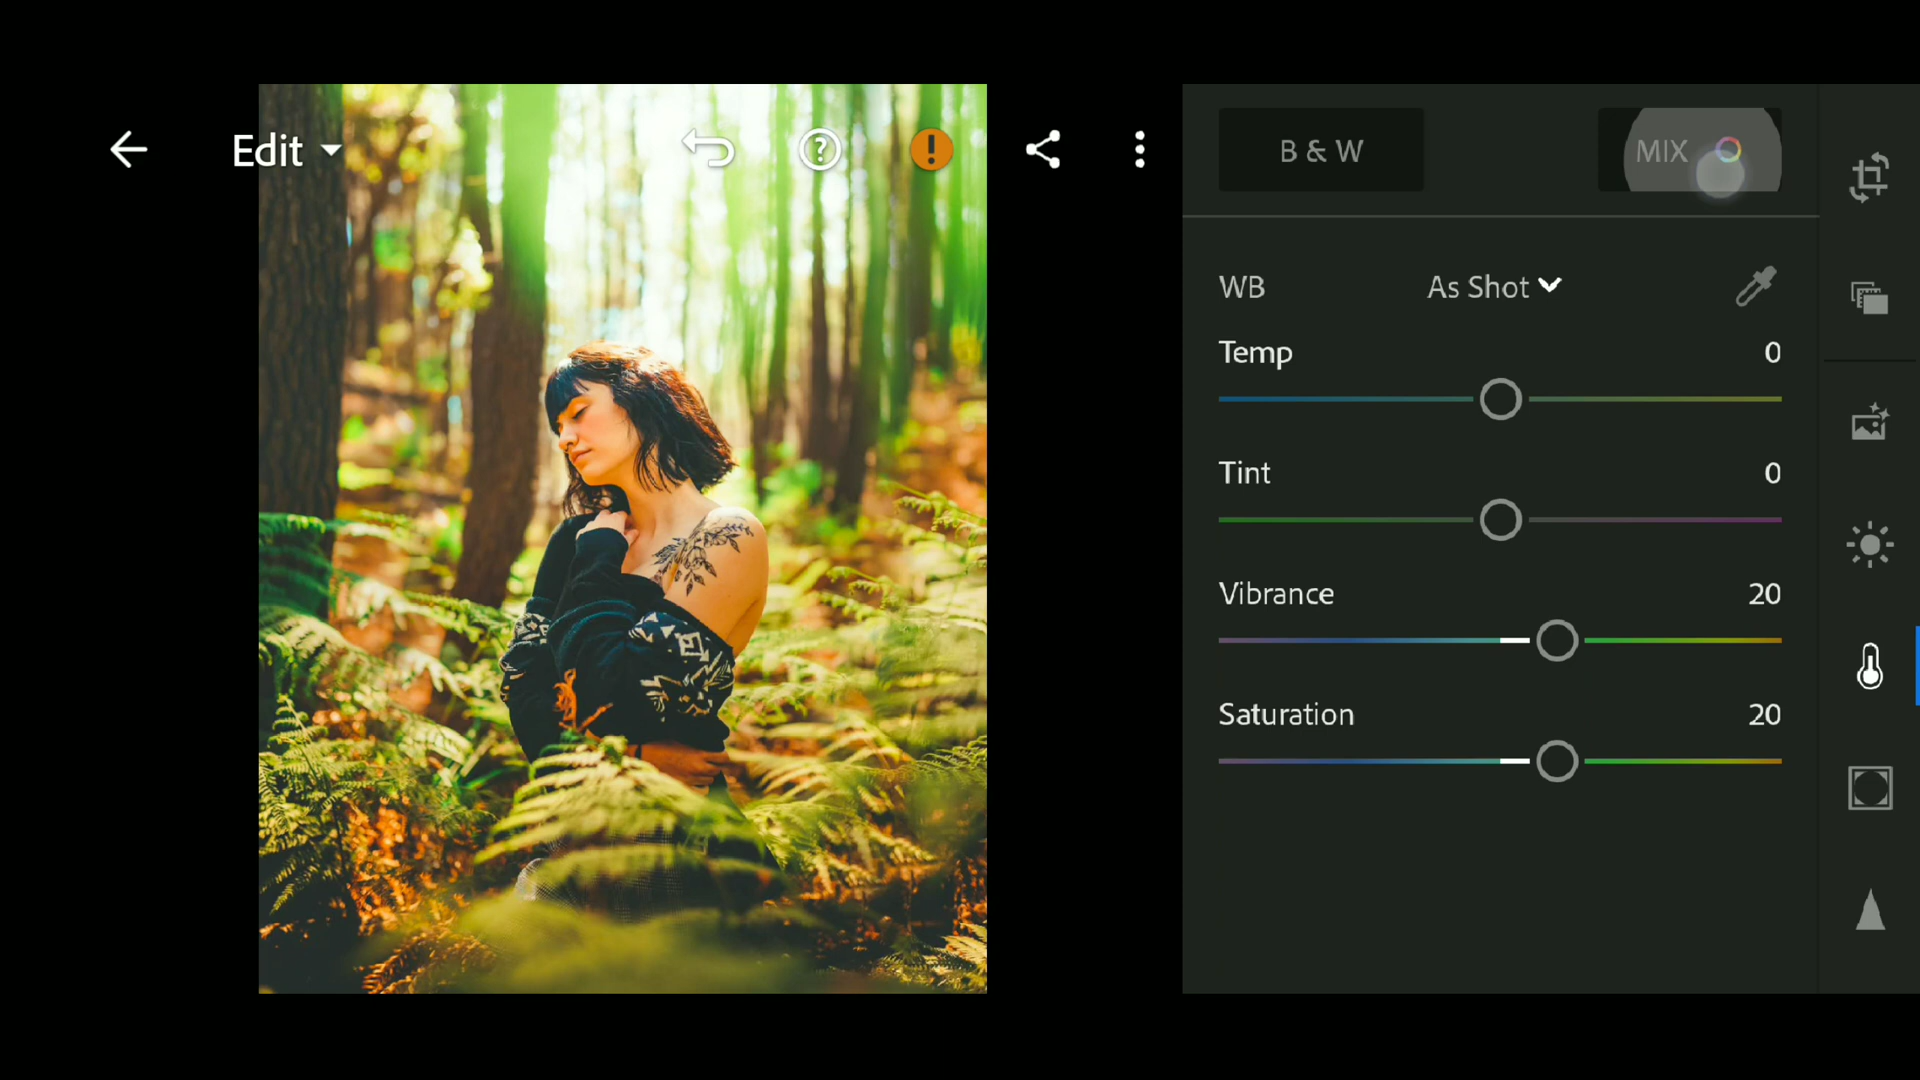 Edit
?
!
B & W
MIX
WB As Shot
Temp 0
Tint 0
Vibrance 20
Saturation 20